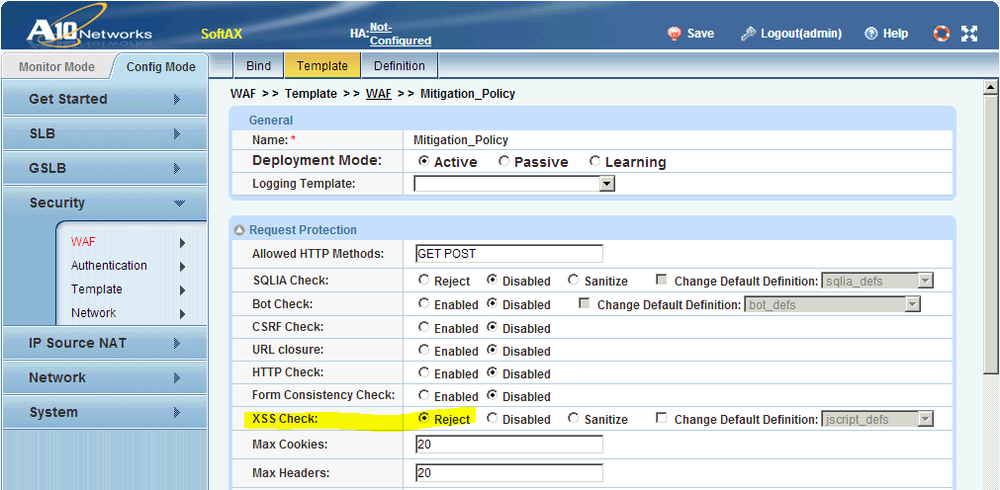 A10 Networks
SoftAX
HA: Not-Configured
Save
Logout(admin)
Help
Monitor Mode
Config Mode
Bind
Template
Definition
Get Started
SLB
GSLB
Security
WAF
Authentication
Template
Network
IP Source NAT
Network
System
WAF >> Template >> WAF >> Mitigation_Policy
General
Name: * Mitigation_Policy
Deployment Mode: Active Passive Learning
Logging Template:
Request Protection
Allowed HTTP Methods: GET POST
SQLIA Check: Reject Disabled Sanitize Change Default Definition: sqlia_defs
Bot Check: Enabled Disabled Change Default Definition: bot_defs
CSRF Check: Enabled Disabled
URL closure: Enabled Disabled
HTTP Check: Enabled Disabled
Form Consistency Check: Enabled Disabled
XSS Check: Reject Disabled Sanitize Change Default Definition: jscript_defs
Max Cookies: 20
Max Headers: 20